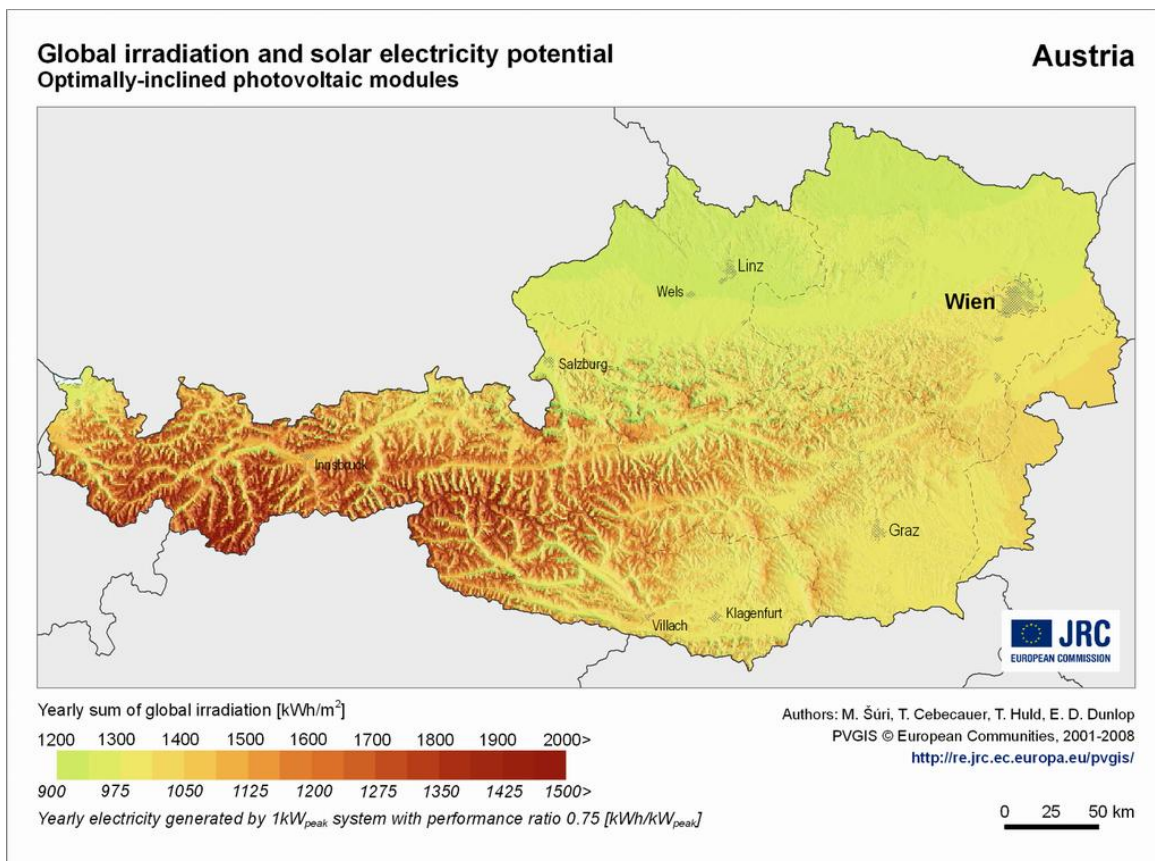 Global irradiation and solar electricity potential
Optimally-inclined photovoltaic modules
Austria
Linz
Wels
Wien
Salzburg
Innsbruck
Graz
Klagenfurt
Villach
JRC
EUROPEAN COMMISSION
Yearly sum of global irradiation [kWh/m²]
1200 1300 1400 1500 1600 1700 1800 1900 2000>
900 975 1050 1125 1200 1275 1350 1425 1500>
Yearly electricity generated by 1kWpeak system with performance ratio 0.75 [kWh/kWpeak]
Authors: M. Šúri, T. Cebecauer, T. Huld, E. D. Dunlop
PVGIS © European Communities, 2001-2008
http://re.jrc.ec.europa.eu/pvgis/
0 25 50 km